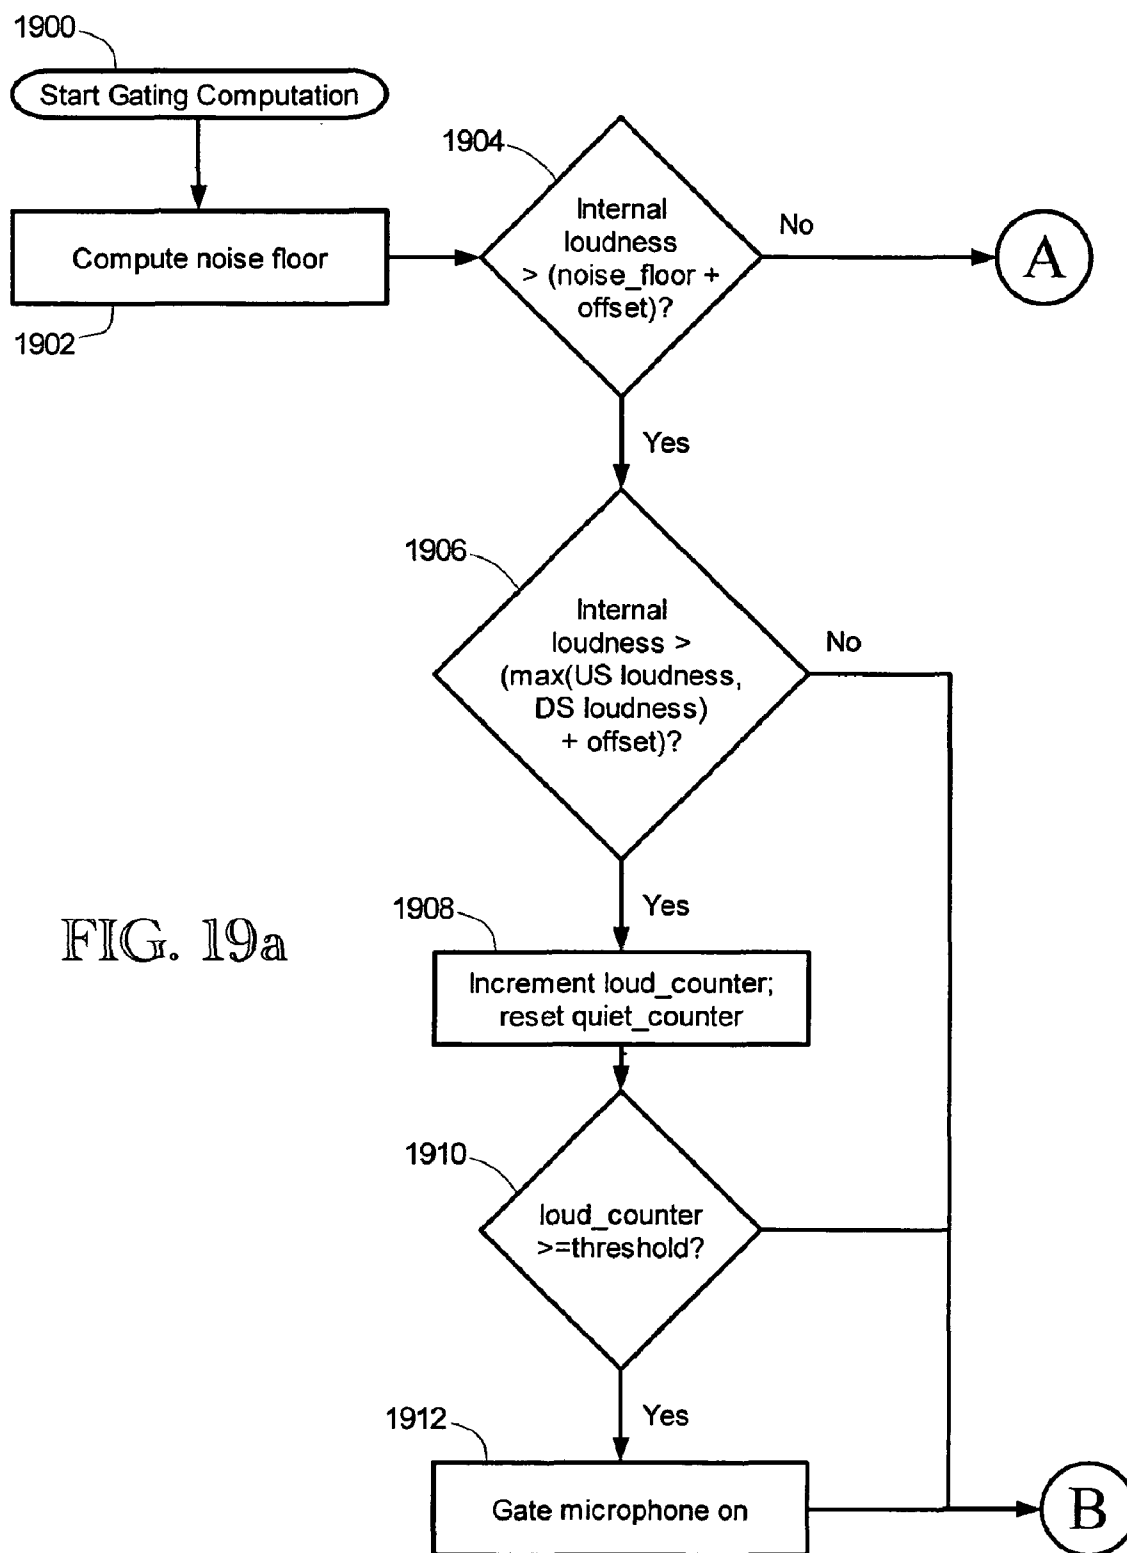 1900
Start Gating Computation
1904
Internal
loudness
> (noise_floor +
offset)?
No
A
Compute noise floor
1902
Yes
1906
Internal
loudness >
(max(US loudness,
DS loudness)
+ offset)?
No
Yes
1908
Increment loud_counter;
reset quiet_counter
FIG. 19a
1910
loud_counter
>=threshold?
Yes
1912
Gate microphone on
B